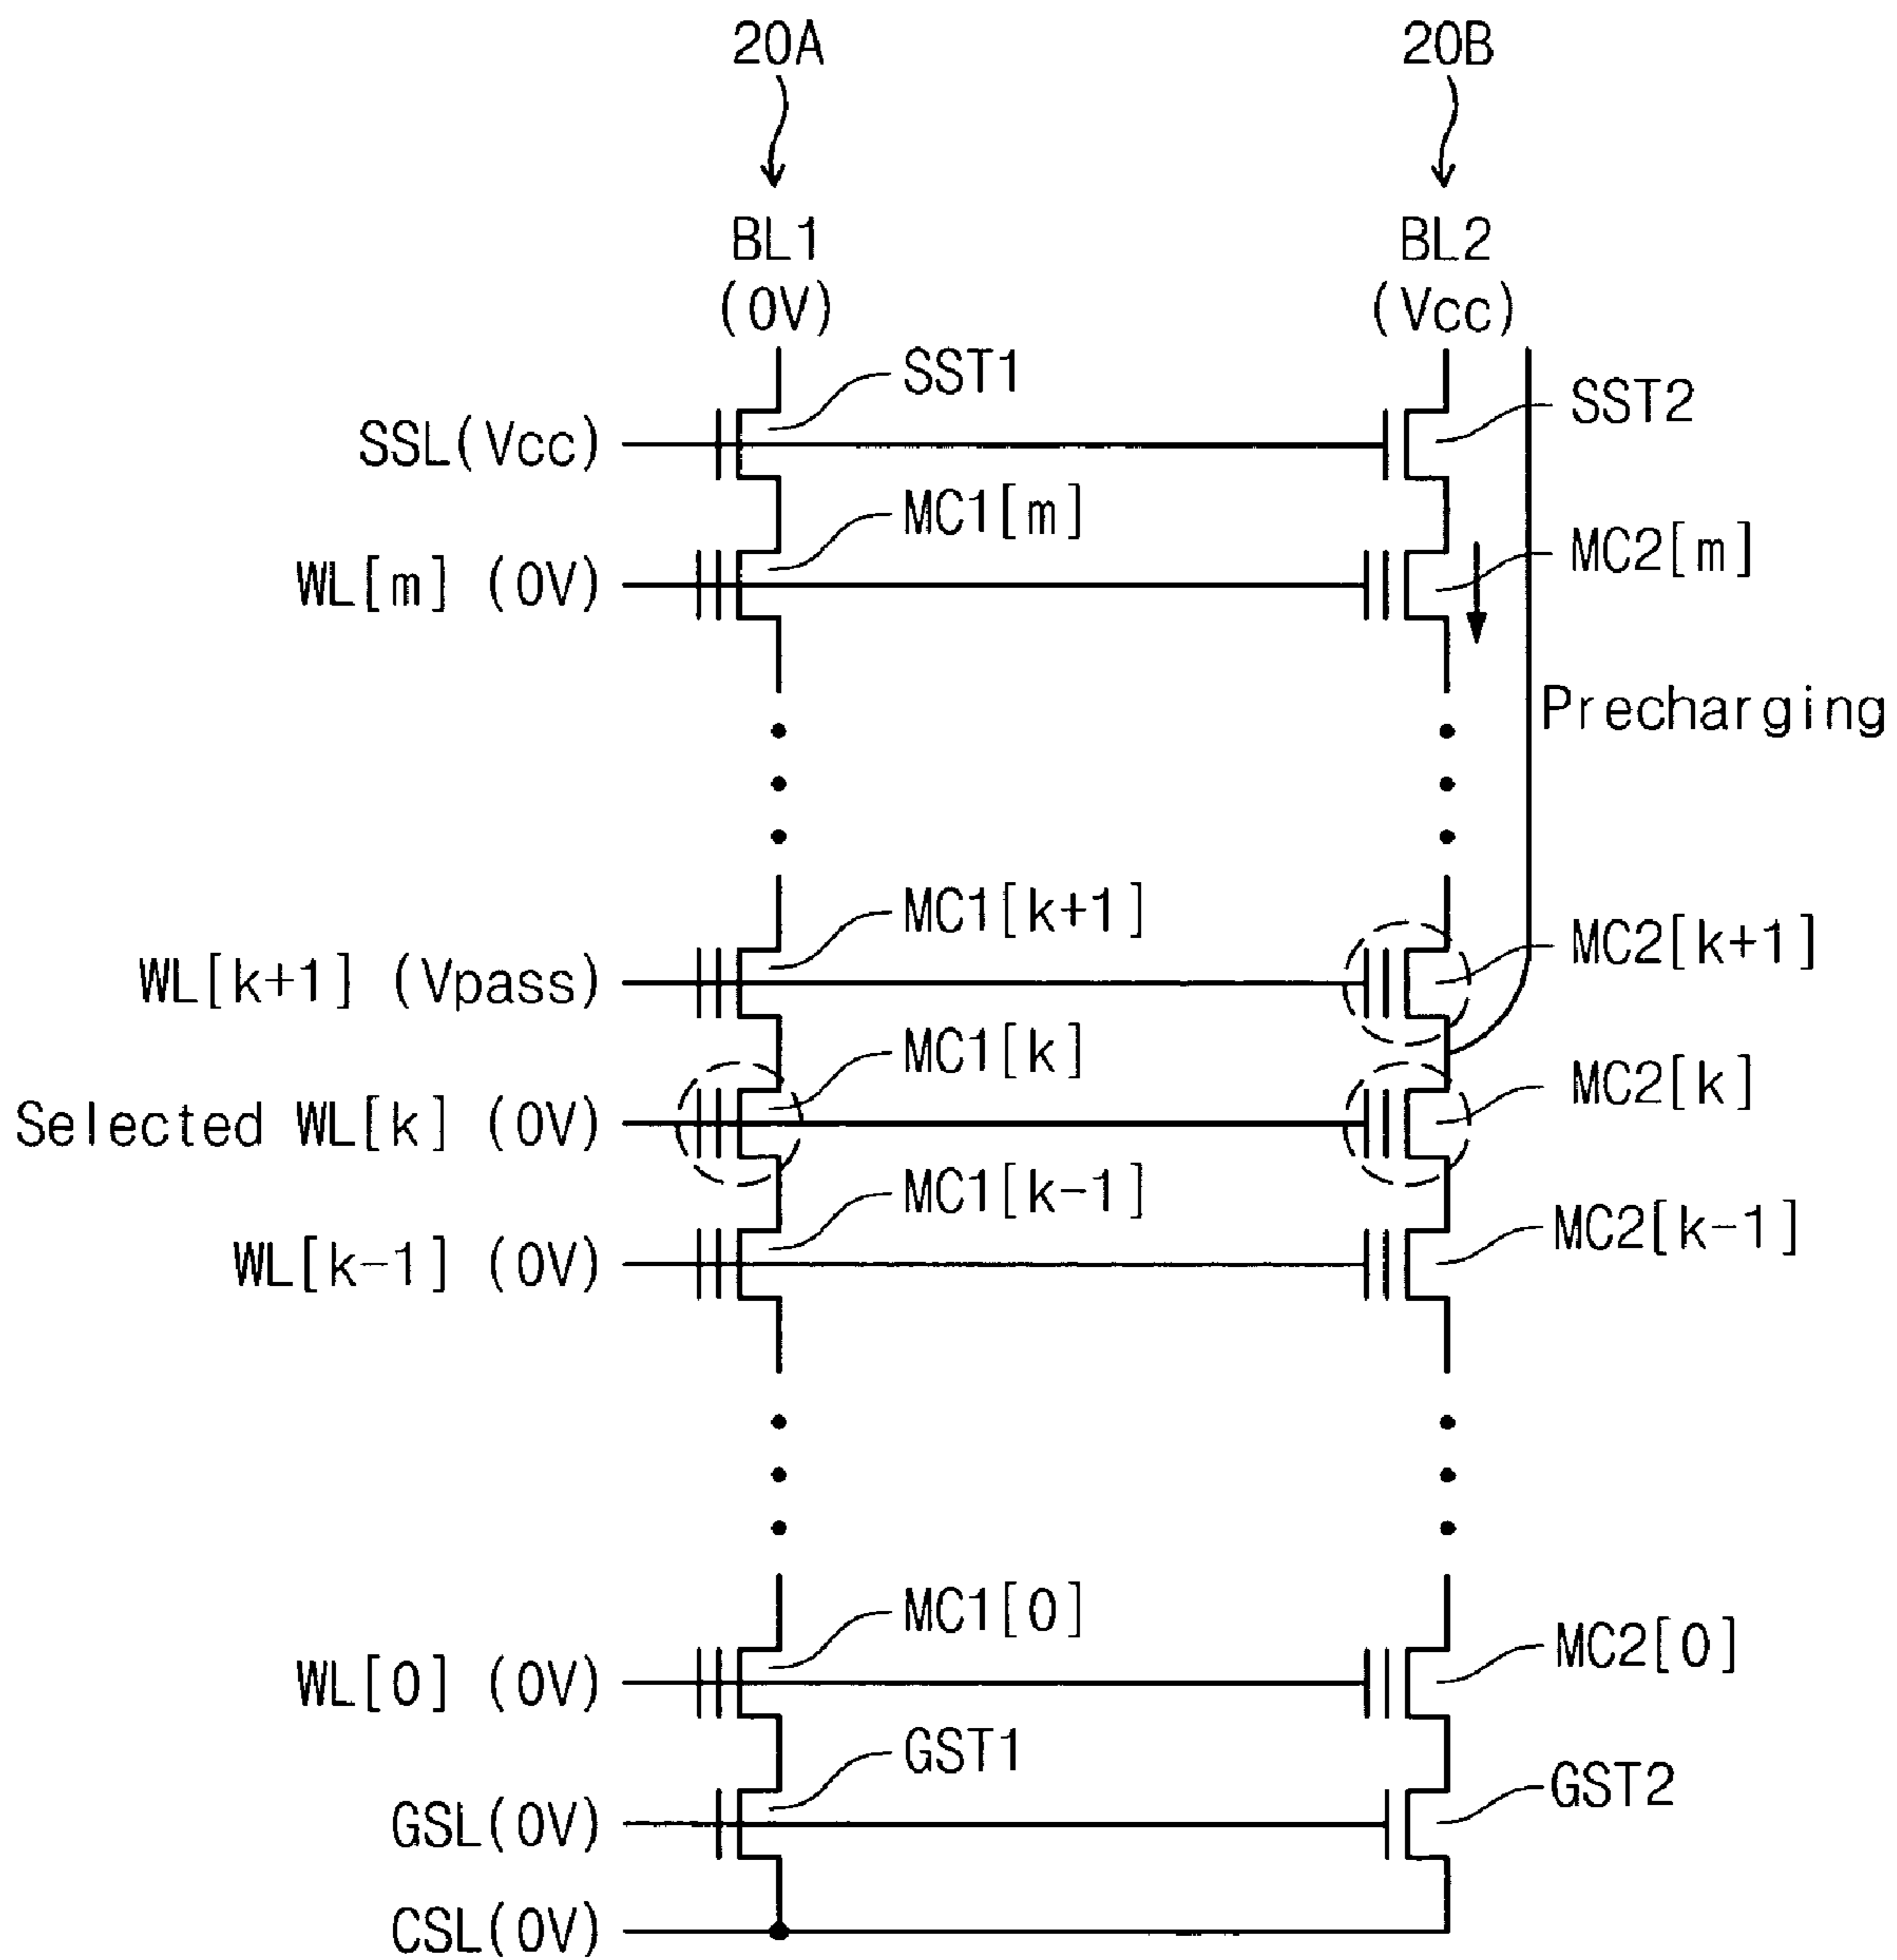 20A 20B
BL1 BL2
(0V) (Vcc)
SST1
SST2
SSL(Vcc)
MC1[m]
MC2[m]
WL[m] (0V)
Precharging
MC1[k+1]
MC2[k+1]
WL[k+1] (Vpass)
MC1[k]
MC2[k]
Selected WL[k] (0V)
MC1[k-1]
MC2[k-1]
WL[k-1] (0V)
MC1[0]
MC2[0]
WL[0] (0V)
GST1
GST2
GSL(0V)
CSL(0V)